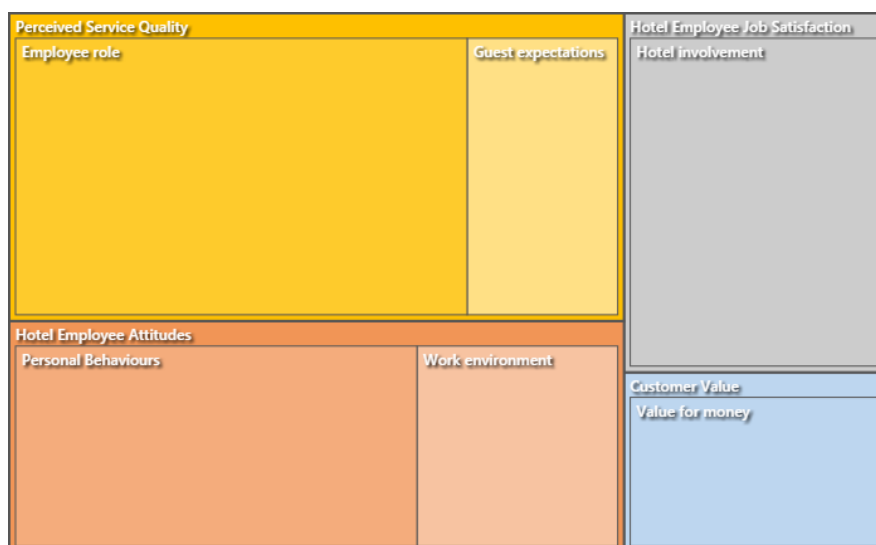 Perceived Service Quality
Employee role
Guest expectations
Hotel Employee Job Satisfaction
Hotel involvement
Hotel Employee Attitudes
Personal Behaviours
Work environment
Customer Value
Value for money